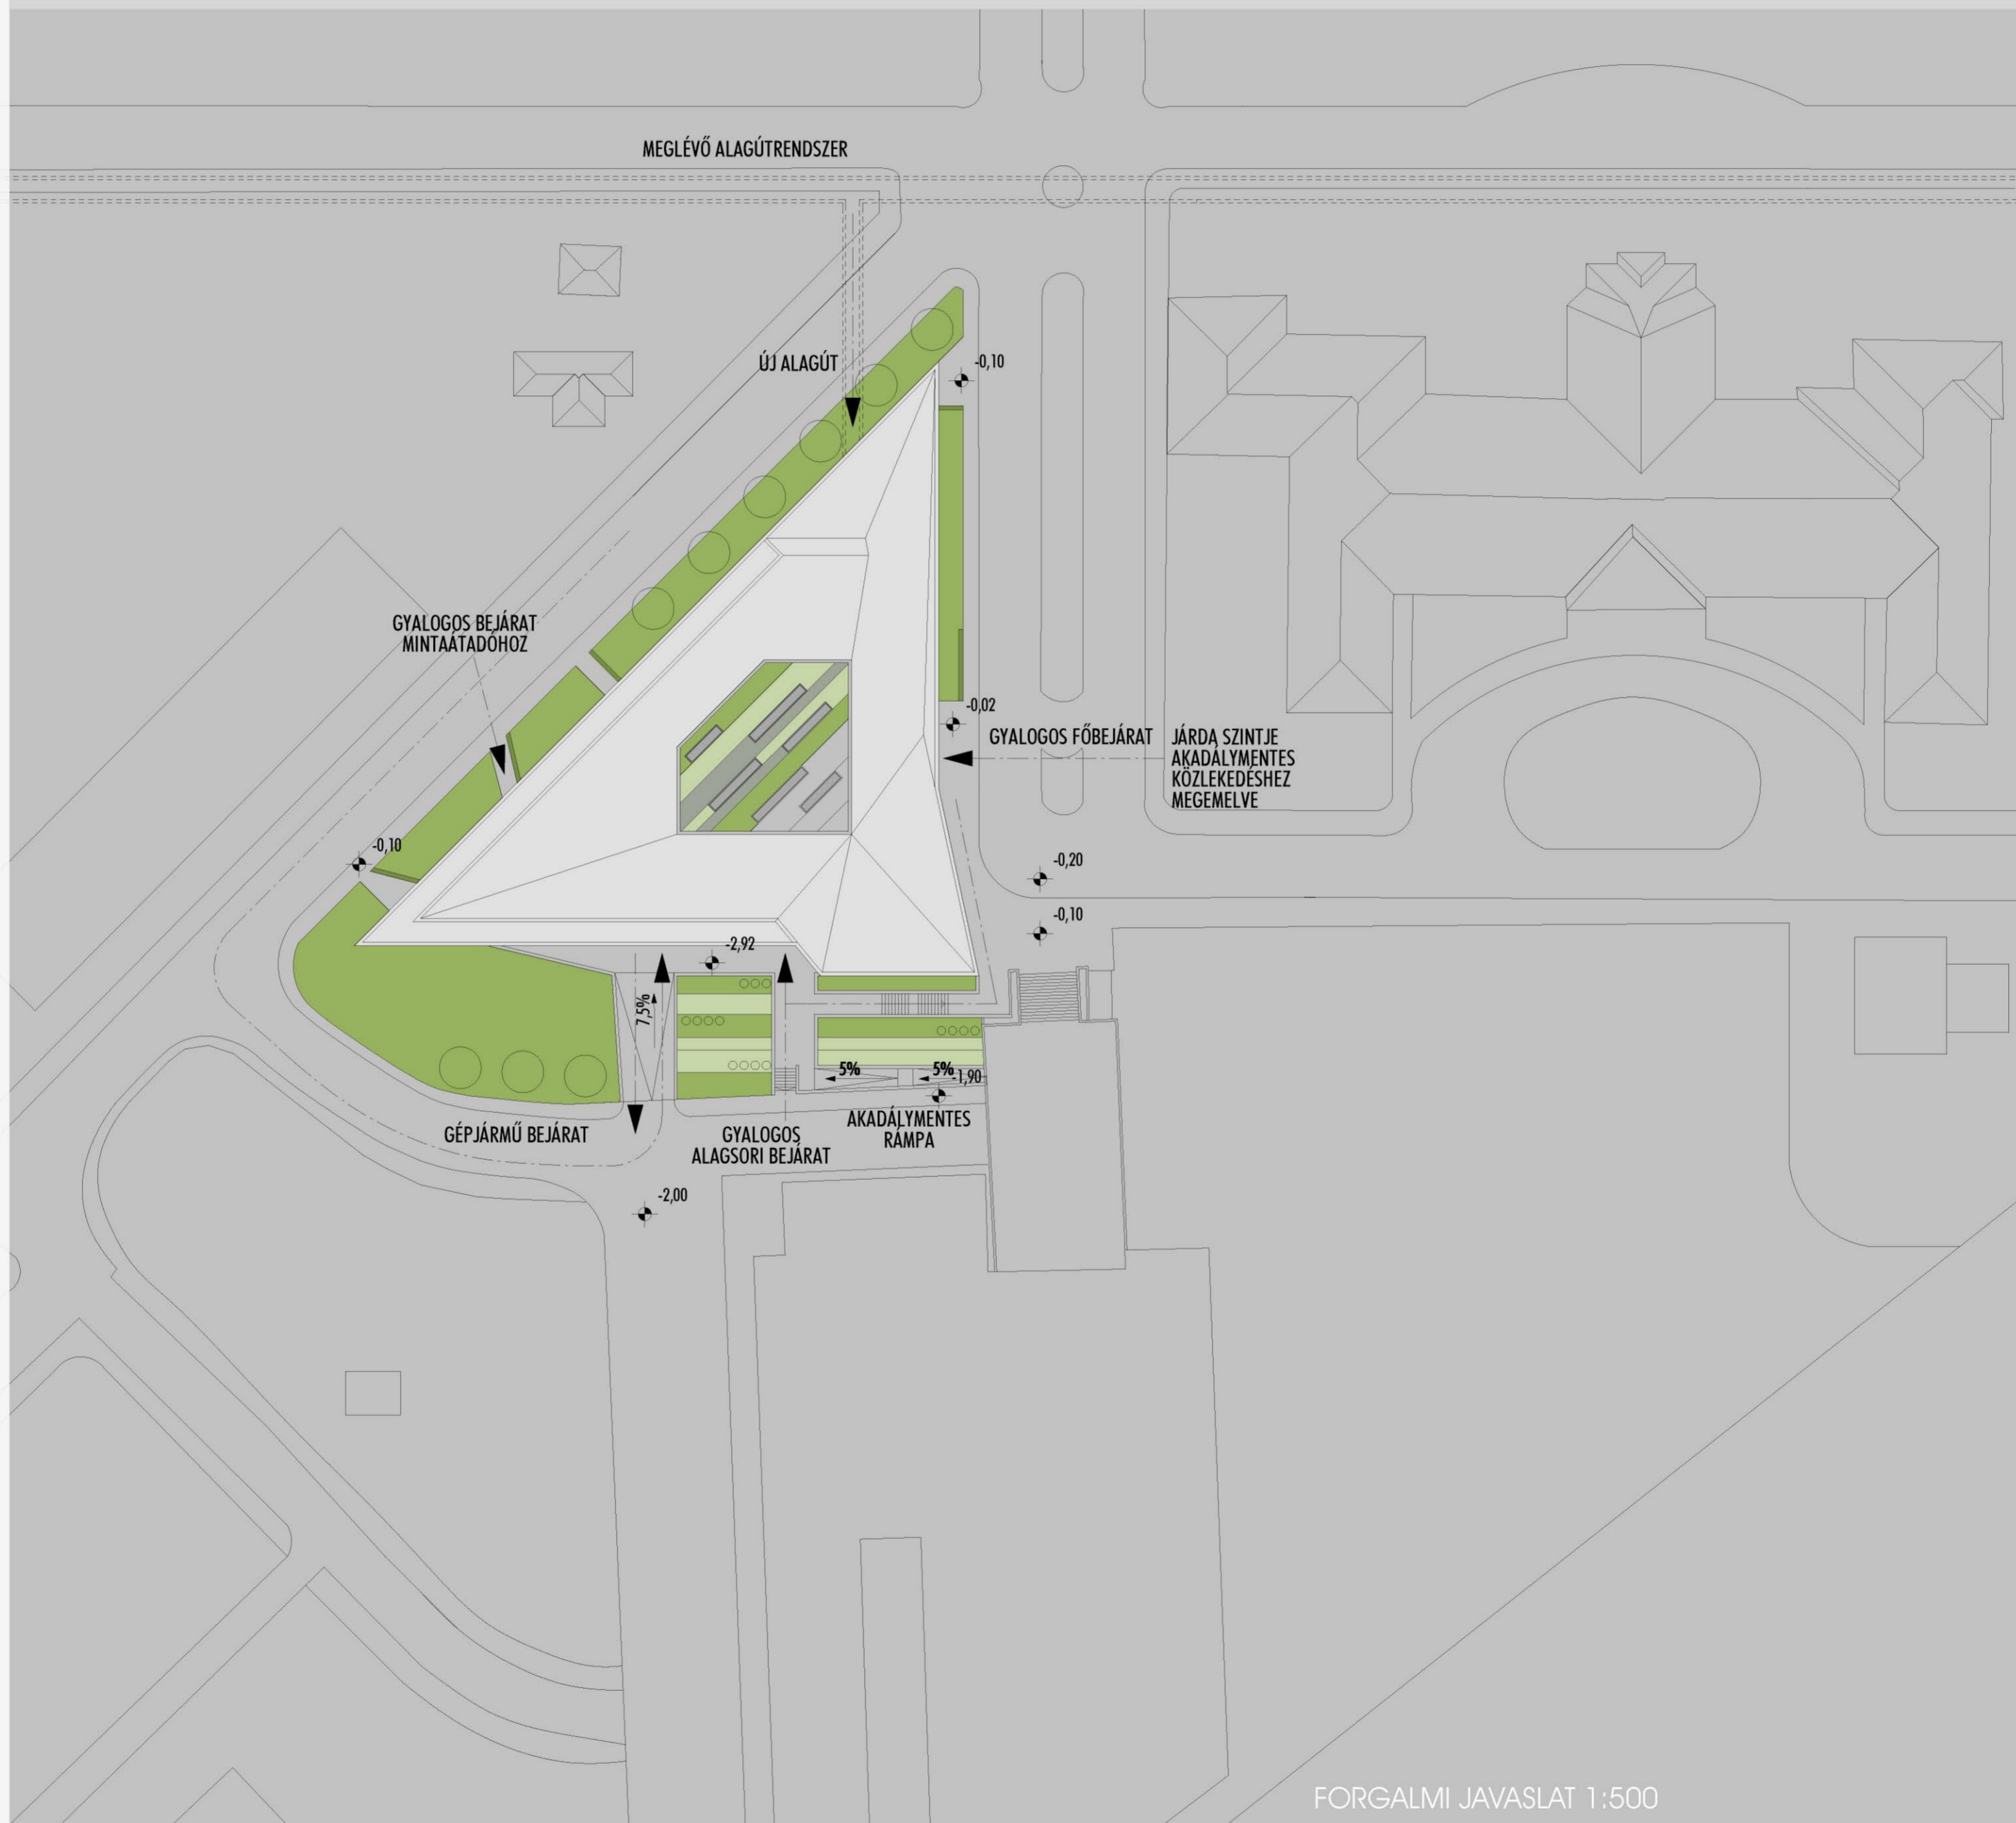 MEGLÉVŐ ALAGÚTRENDSZER
ÚJ ALAGÚT
-0,10
GYALOGOS BEJÁRAT
MINTAÁTADÓHOZ
-0,02
GYALOGOS FŐBEJÁRAT
JÁRDA SZINTJE
AKADÁLYMENTES
KÖZLEKEDÉSHEZ
MEGEMELVE
-0,10
-0,20
-0,10
-2,92
7,5%
5%
5%
-1,90
GÉPJÁRMŰ BEJÁRAT
GYALOGOS
ALAGSORI BEJÁRAT
AKADÁLYMENTES
RÁMPA
-2,00
FORGALMI JAVASLAT 1:500